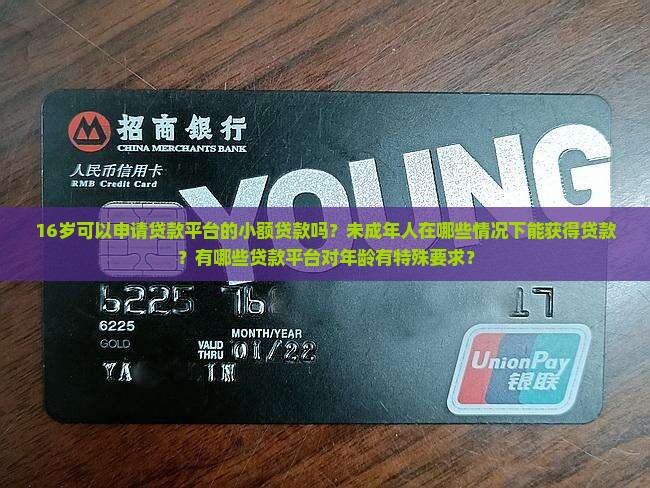 招商銀行
CHINA MERCHANTS BANK
人民币信用卡
RMB Credit Card
YOUNG
16岁可以申请贷款平台的小额贷款吗？未成年人在哪些情况下能获得贷款
？有哪些贷款平台对年龄有特殊要求？
6225 76 17
6225
MONTH/YEAR
GOLD VALID THRU 01/22
YA IN
UnionPay
银联